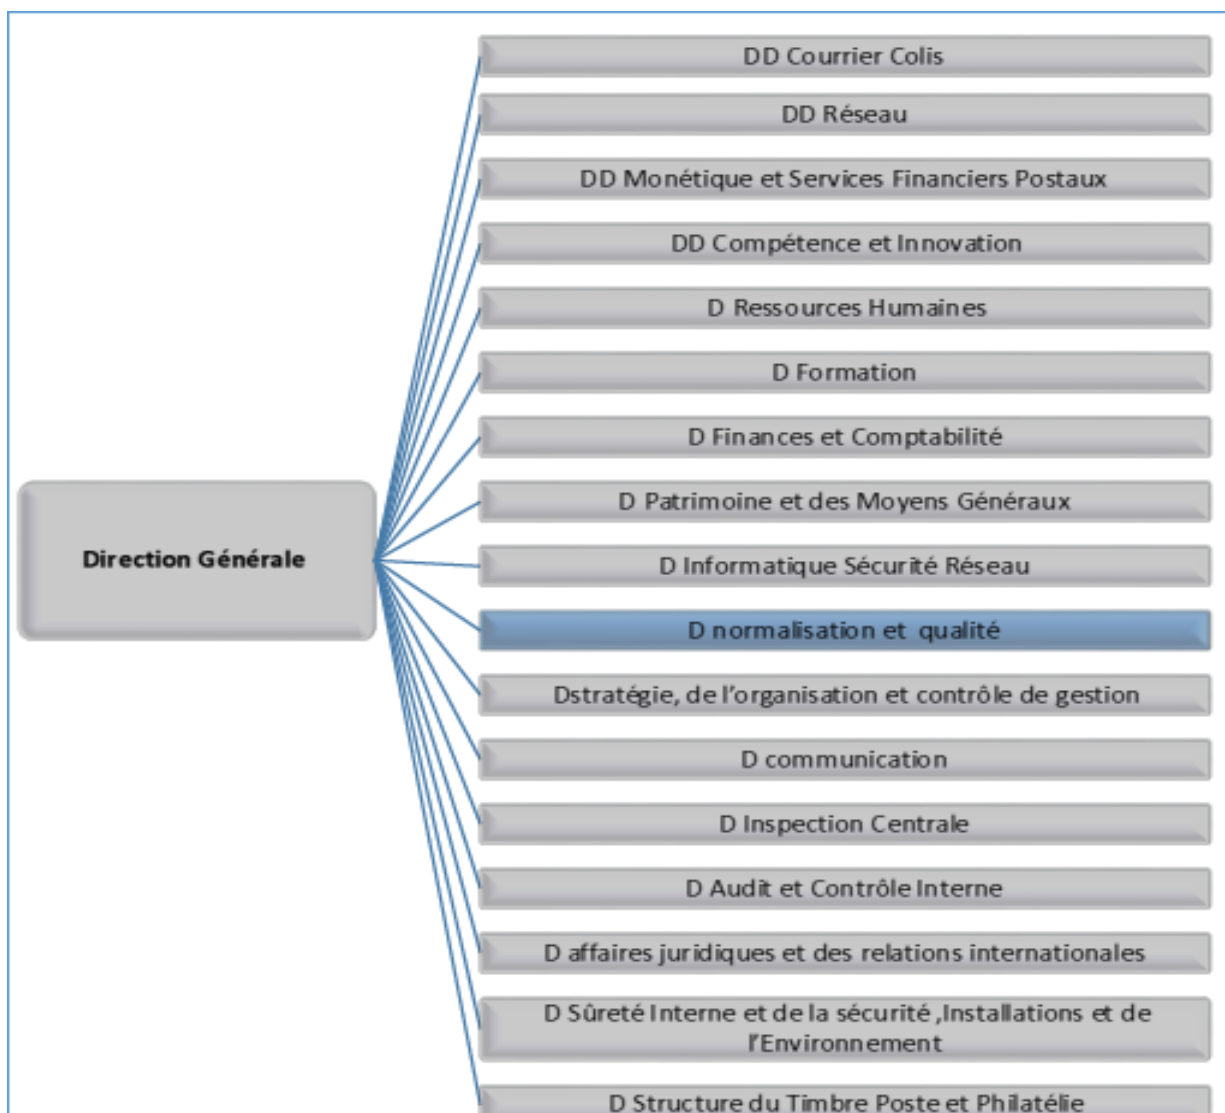 DD Courrier Colis
DD Réseau
DD Monétique et Services Financiers Postaux
DD Compétence et Innovation
D Ressources Humaines
D Formation
D Finances et Comptabilité
D Patrimoine et des Moyens Généraux
Direction Générale
D Informatique Sécurité Réseau
D normalisation et qualité
Dstratégie, de l'organisation et contrôle de gestion
D communication
D Inspection Centrale
D Audit et Contrôle Interne
D affaires juridiques et des relations internationales
D Sûreté Interne et de la sécurité ,Installations et de
l'Environnement
D Structure du Timbre Poste et Philatélie